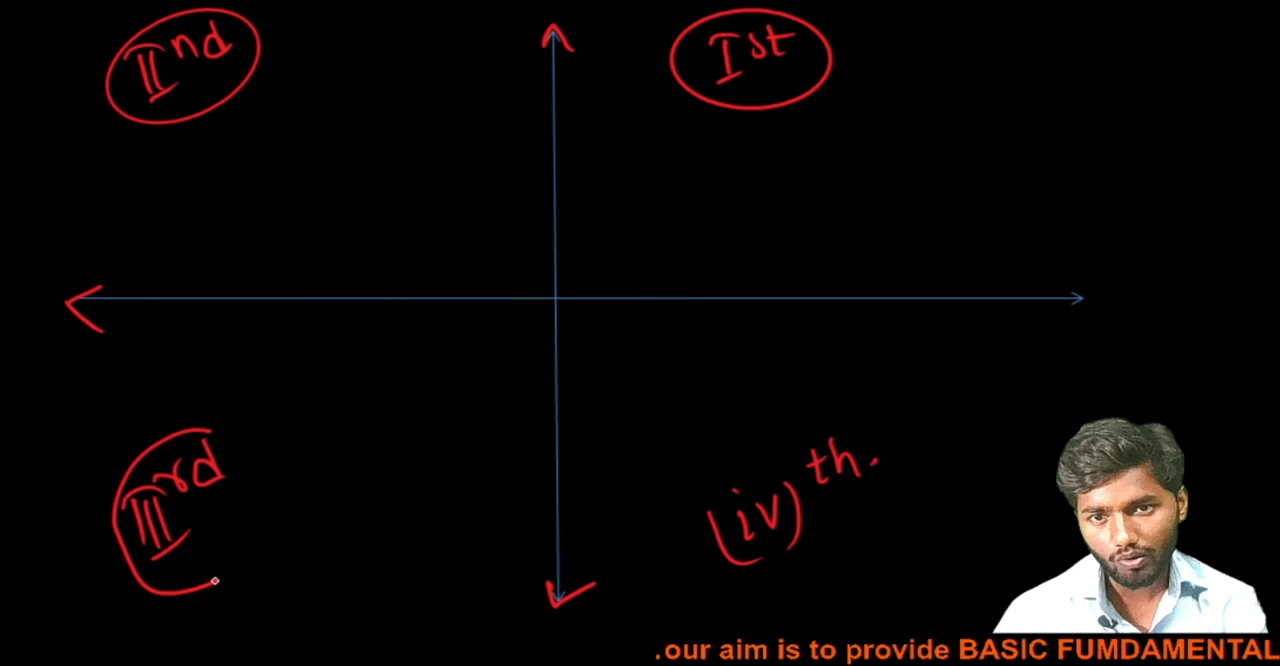 IInd
Ist
IIIrd
(iv)th.
.our aim is to provide BASIC FUMDAMENTAL